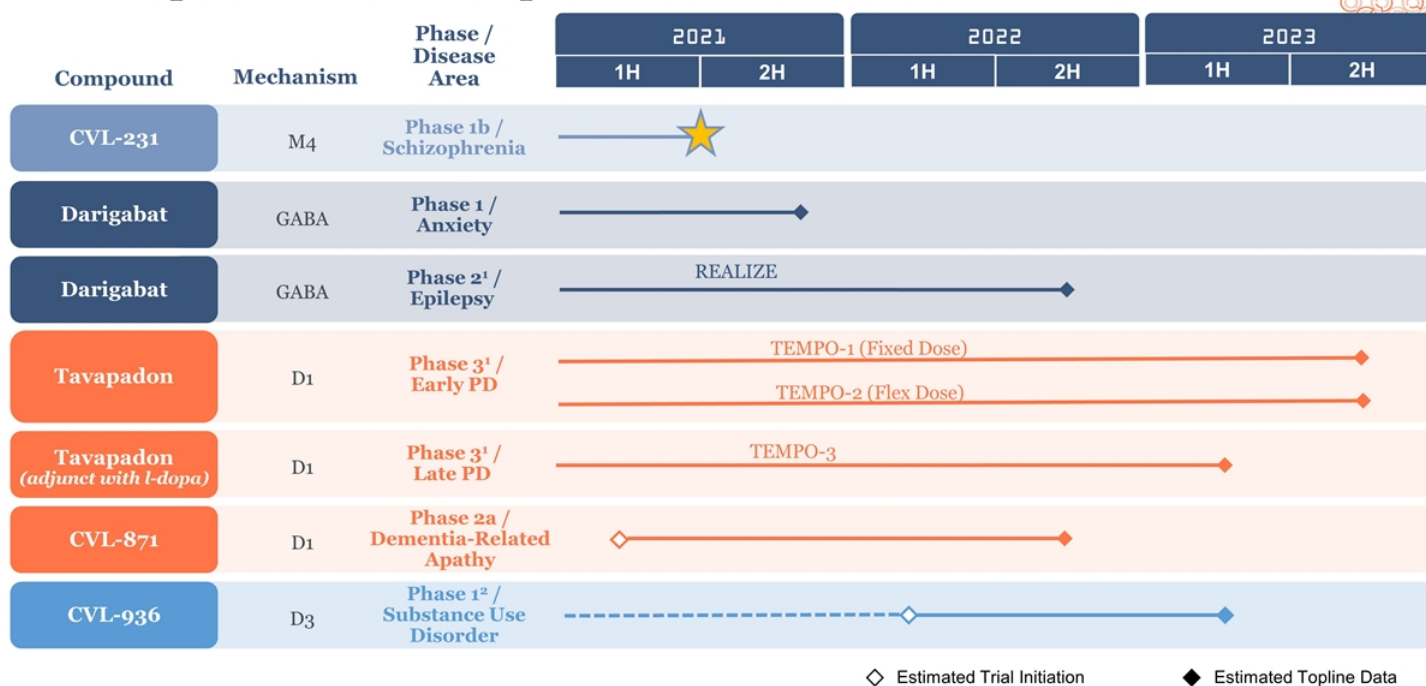 Phase /
Disease
Area
Compound
Mechanism
2021
2022
2023
1H
2H
1H
2H
1H
2H
CVL-231
M4
Phase 1b /
Schizophrenia
Darigabat
GABA
Phase 1 /
Anxiety
Darigabat
GABA
Phase 2¹ /
Epilepsy
REALIZE
Tavapadon
D1
Phase 3¹ /
Early PD
TEMPO-1 (Fixed Dose)
TEMPO-2 (Flex Dose)
Tavapadon
(adjunct with l-dopa)
D1
Phase 3¹ /
Late PD
TEMPO-3
CVL-871
D1
Phase 2a /
Dementia-Related
Apathy
CVL-936
D3
Phase 1² /
Substance Use
Disorder
Estimated Trial Initiation
Estimated Topline Data